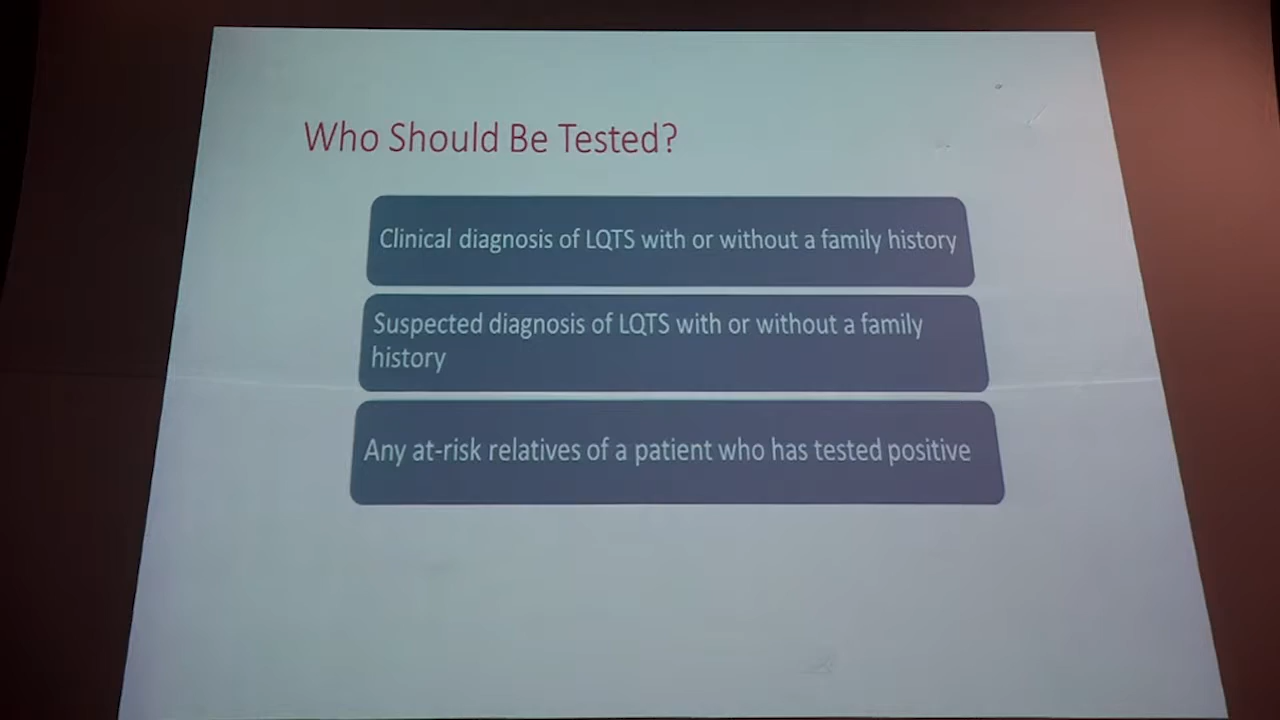 Who Should Be Tested?
Clinical diagnosis of LQTS with or without a family history
Suspected diagnosis of LQTS with or without a family
history
Any at-risk relatives of a patient who has tested positive